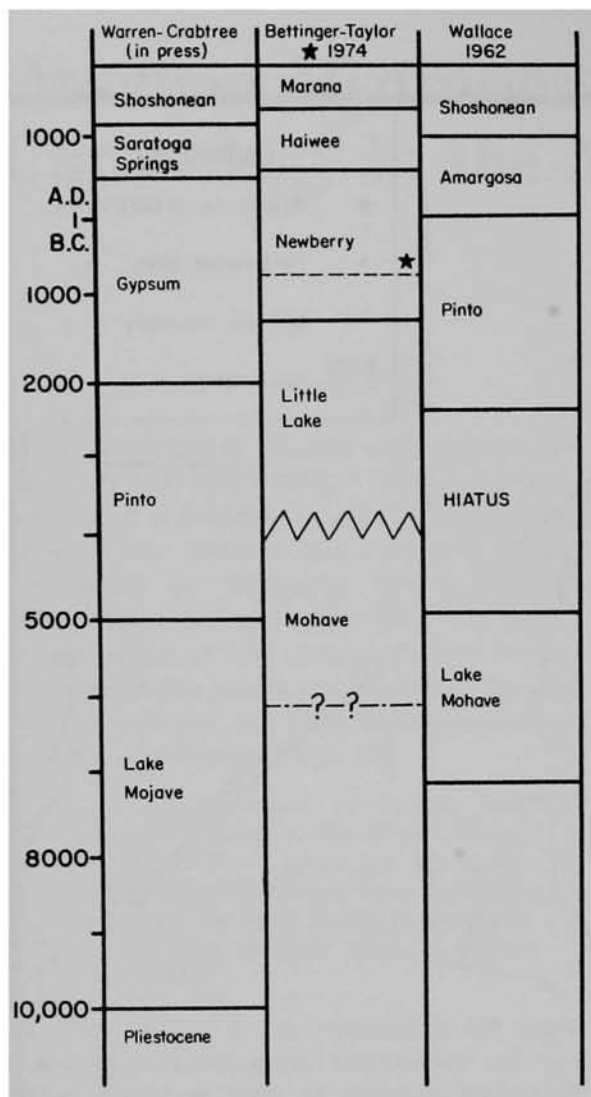 Warren-Crabtree
(in press)
Bettinger-Taylor
★ 1974
Wallace
1962
1000
A.D.
1
B.C.
1000
2000
5000
8000
10,000
Shoshonean
Saratoga
Springs
Gypsum
Pinto
Lake
Mojave
Pliestocene
Marana
Haiwee
Newberry
★
Little
Lake
Mohave
? ?
Shoshonean
Amargosa
Pinto
HIATUS
Lake
Mohave